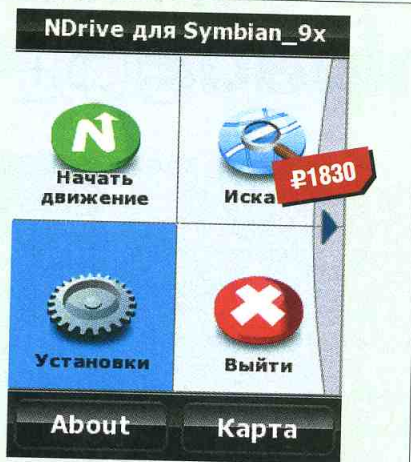 NDrive для Symbian_9x
Начать
движение
Иска
₽1830
Установки
Выйти
About
Карта